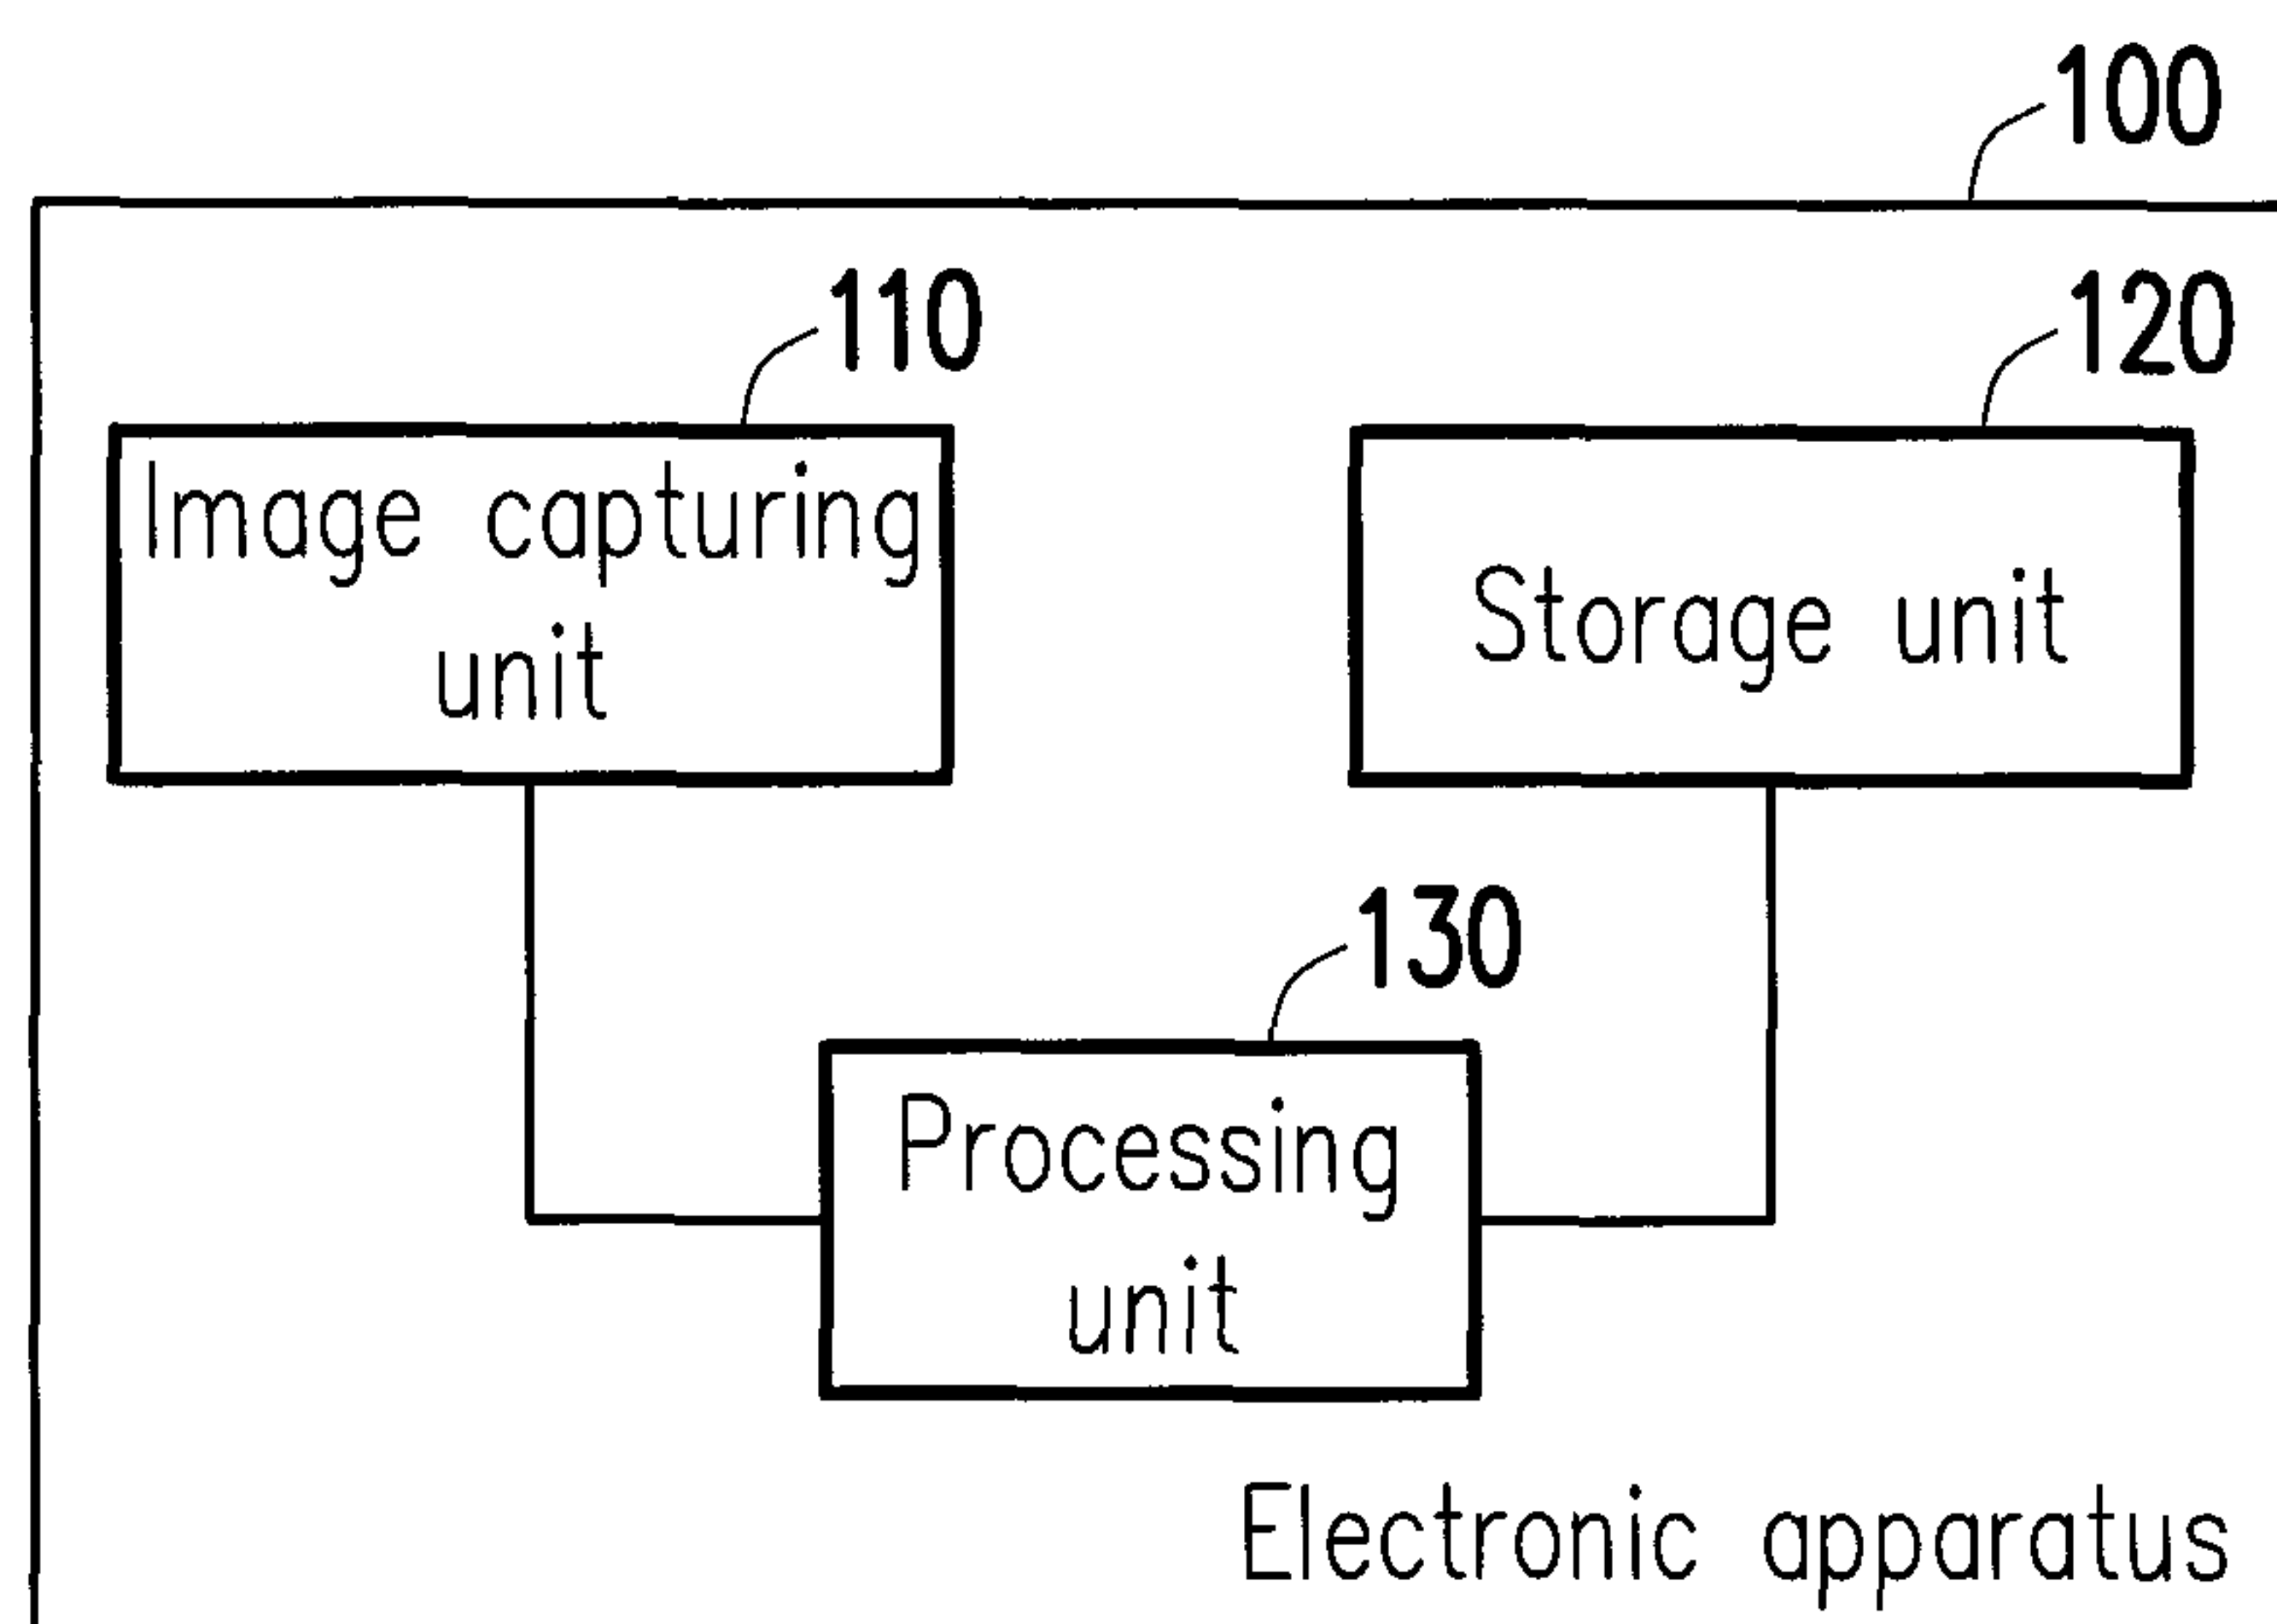 100
110
120
Image capturing
unit
Storage unit
130
Processing
unit
Electronic apparatus